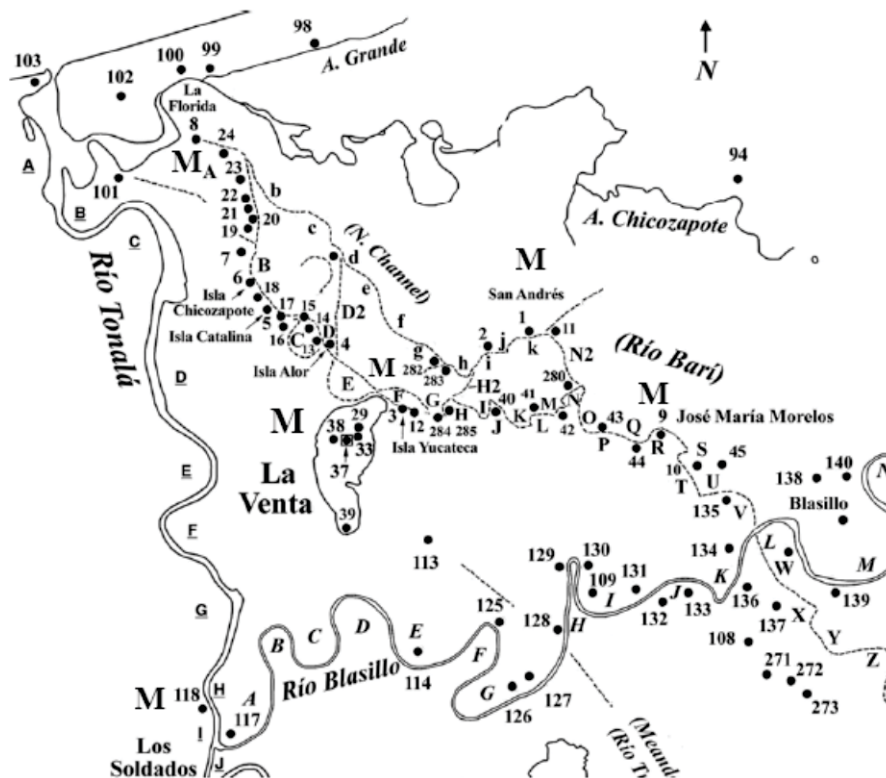 98
103
100
99
A. Grande
N
102
La
Florida
8
24
M A
94
A
101
23
b
22
21
20
A. Chicozapote
B
19
c
C
(N. Channel)
7
B
d
M
Río Tonalá
6
e
Isla
Chicozapote
18
San Andrés
17
15
D2
1
Isla Catalina
5
14
f
2
11
16
C
D
j
k
13
4
g
h
i
N2
(Río Bari)
Isla Alor
282
283
D
M
H2
280
E
40
41
M
M
F
G
H
I
N
43
9
José María Morelos
M
29
3
12
J
K
L
42
O
Q
38
284
285
P
R
33
Isla Yucateca
44
S
45
37
10
U
138
140
La
Venta
T
E
135
V
Blasillo
39
F
113
134
L
129
130
W
M
109
131
K
G
I
J
136
139
125
132
133
137
X
128
H
B
C
D
E
F
108
Y
Z
H
A
Río Blasillo
271
272
M
118
114
G
127
273
126
117
I
Los
Soldados
J
(Meand
(Río T